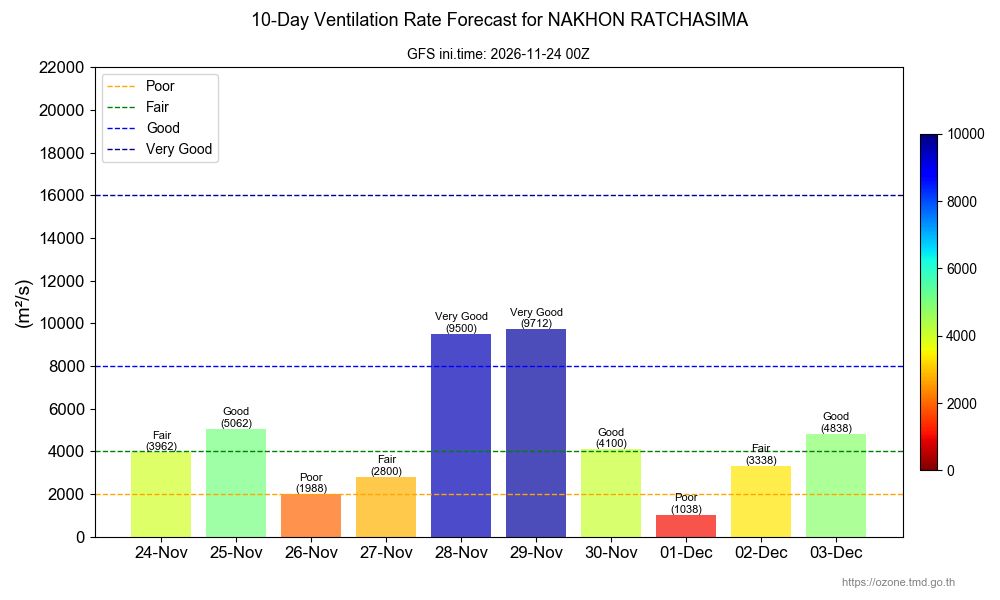 10-Day Ventilation Rate Forecast for NAKHON RATCHASIMA
GFS ini.time: 2026-11-24 00Z
22000
20000
18000
16000
14000
12000
10000
8000
6000
4000
2000
0
(m²/s)
Poor
Fair
Good
Very Good
Fair
(3962)
Good
(5062)
Poor
(1988)
Fair
(2800)
Very Good
(9500)
Very Good
(9712)
Good
(4100)
Poor
(1038)
Fair
(3338)
Good
(4838)
24-Nov
25-Nov
26-Nov
27-Nov
28-Nov
29-Nov
30-Nov
01-Dec
02-Dec
03-Dec
10000
8000
6000
4000
2000
0
https://ozone.tmd.go.th